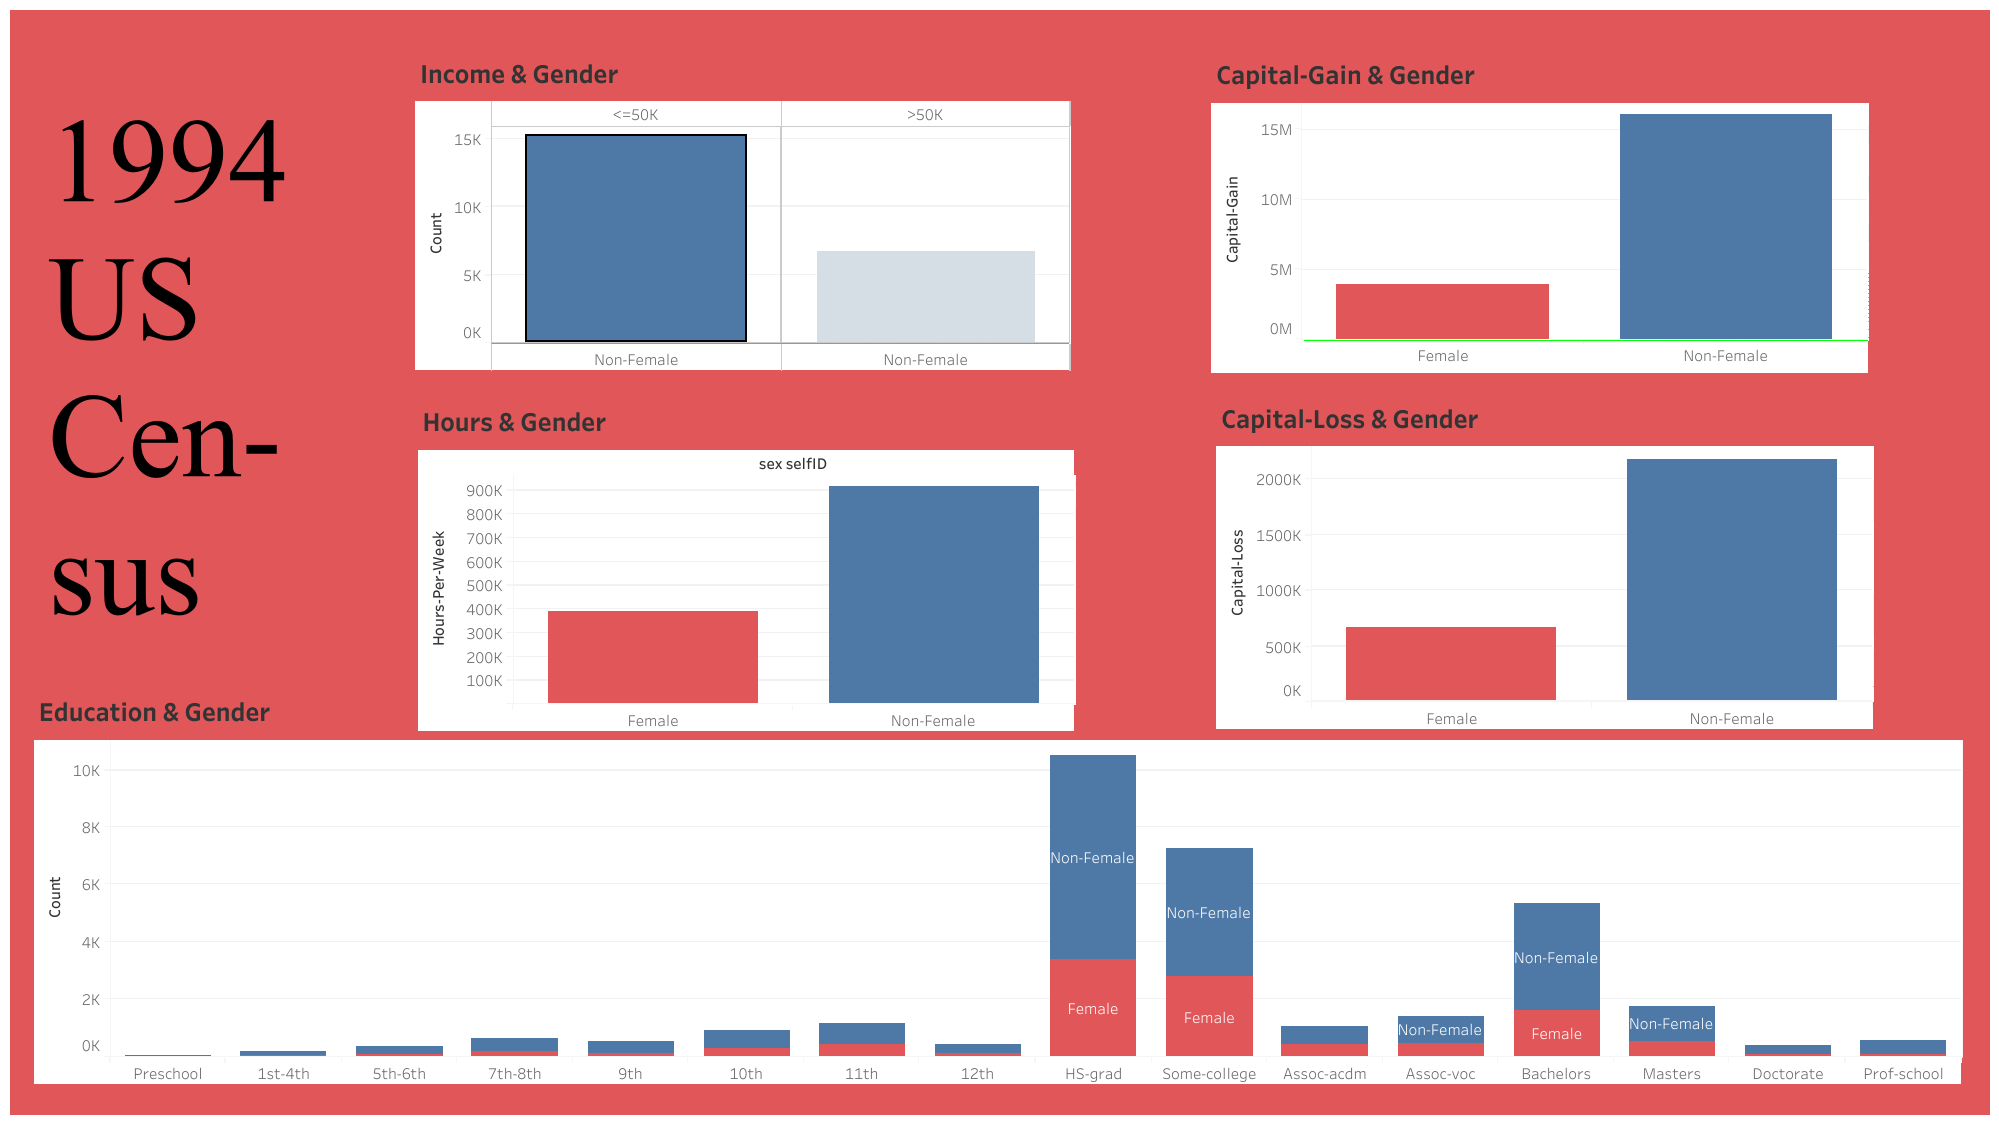 1994
US
Cen-
sus
Income & Gender
<=50K >50K
15K
10K
5K
0K
Count
Non-Female Non-Female
Capital-Gain & Gender
15M
10M
5M
0M
Capital-Gain
Female Non-Female
Hours & Gender
sex selfID
900K
800K
700K
600K
500K
400K
300K
200K
100K
Hours-Per-Week
Female Non-Female
Capital-Loss & Gender
2000K
1500K
1000K
500K
0K
Capital-Loss
Female Non-Female
Education & Gender
10K
8K
6K
4K
2K
0K
Count
Non-Female
Female
Non-Female
Female
Non-Female
Non-Female
Female
Non-Female
Preschool 1st-4th 5th-6th 7th-8th 9th 10th 11th 12th HS-grad Some-college Assoc-acdm Assoc-voc Bachelors Masters Doctorate Prof-school